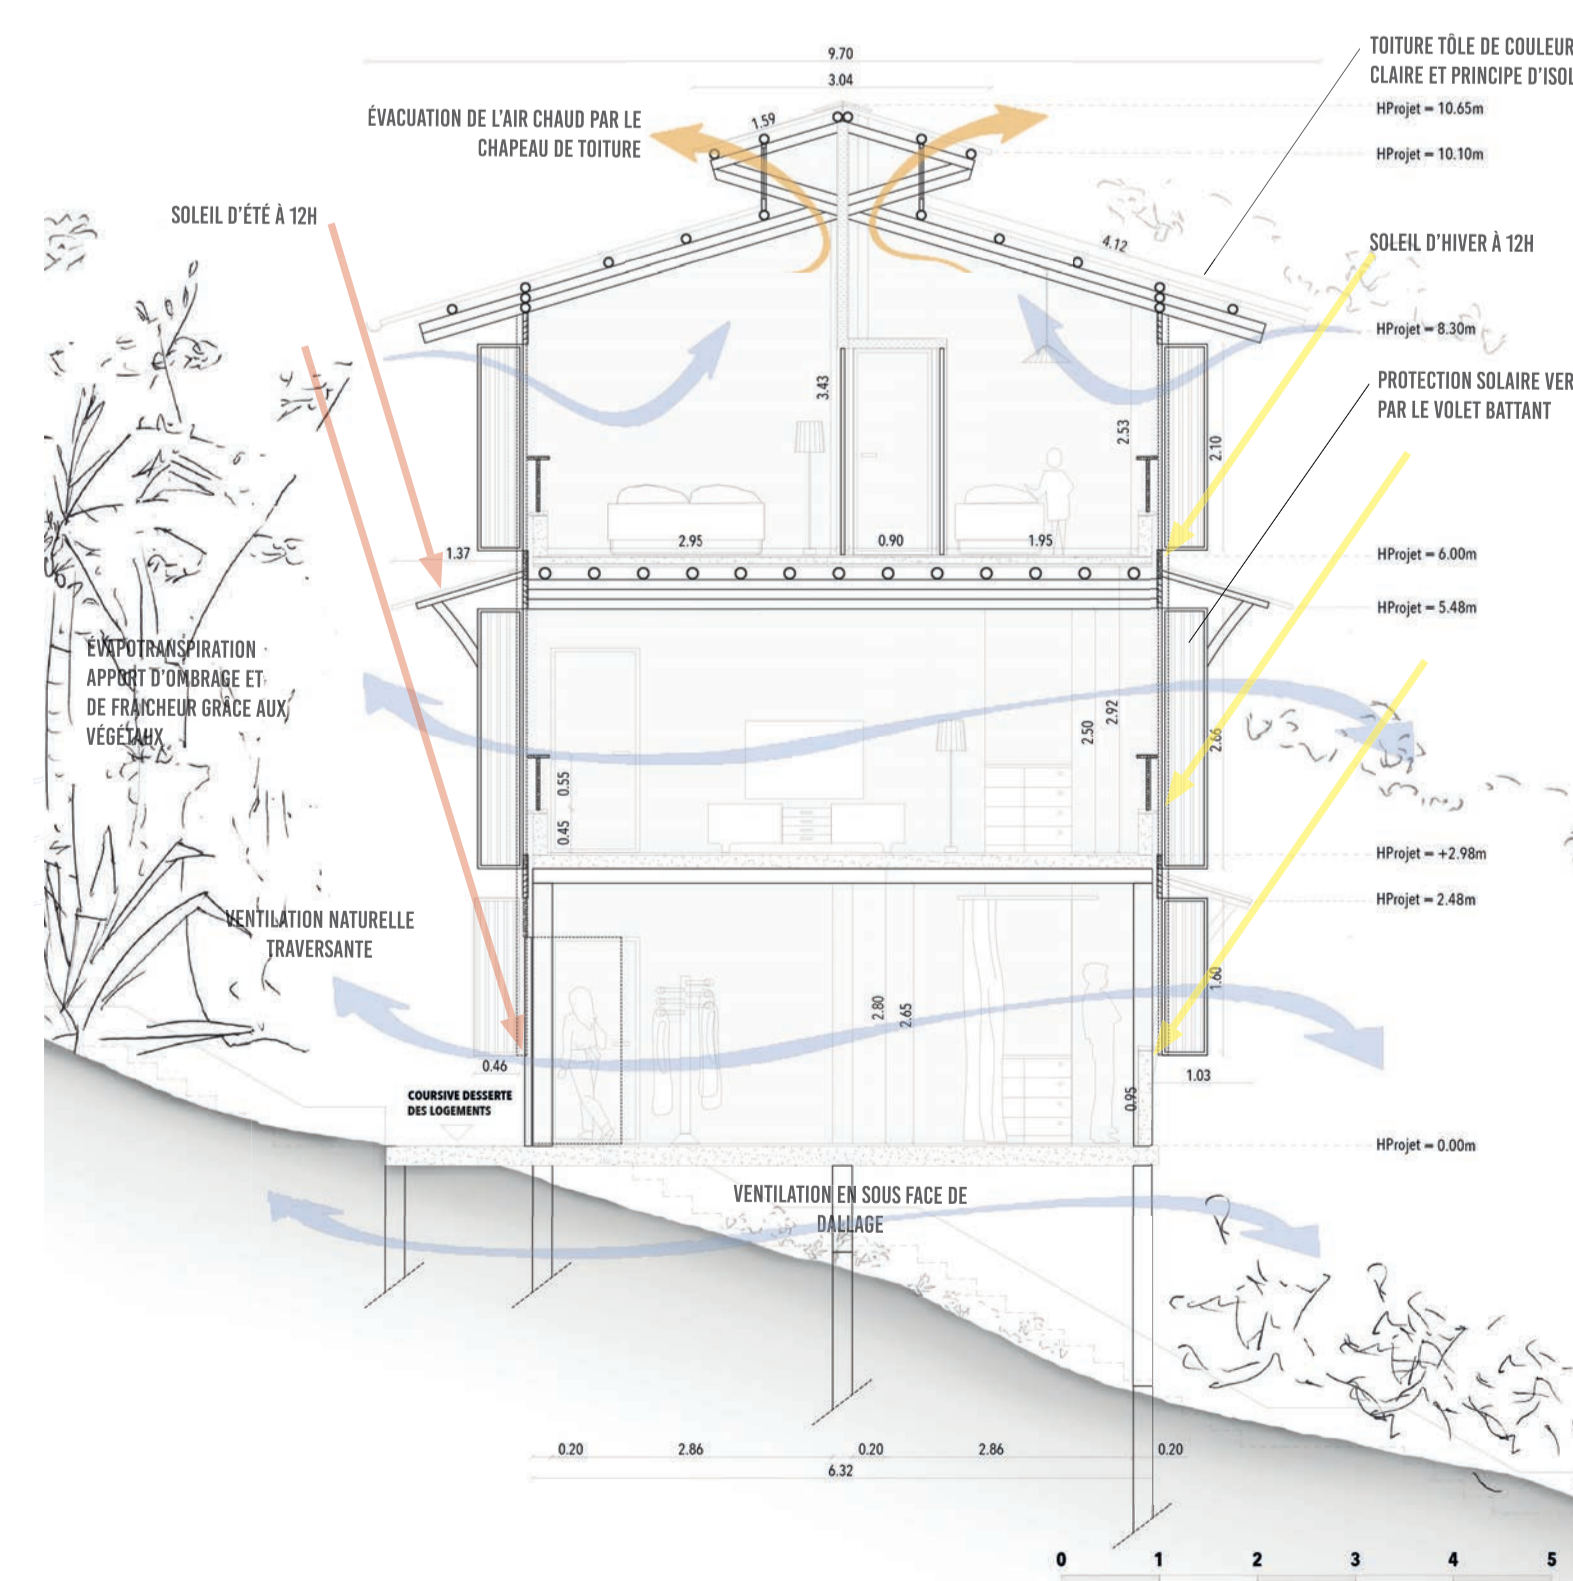 9.70
3.04
TOITURE TÔLE DE COULEUR
CLAIRE ET PRINCIPE D'ISOL
HProjet = 10.65m
1.59
ÉVACUATION DE L'AIR CHAUD PAR LE
CHAPEAU DE TOITURE
HProjet = 10.10m
SOLEIL D'ÉTÉ À 12H
4.12
SOLEIL D'HIVER À 12H
HProjet = 8.30m
PROTECTION SOLAIRE VER
PAR LE VOLET BATTANT
3.43
2.53
2.10
2.95
0.90
1.95
1.37
HProjet = 6.00m
HProjet = 5.48m
ÉVAPOTRANSPIRATION
APPORT D'OMBRAGE ET
DE FRAICHEUR GRÂCE AUX
VÉGÉTAUX
2.50
2.92
2.66
0.55
0.45
HProjet = +2.98m
HProjet = 2.48m
VENTILATION NATURELLE
TRAVERSANTE
2.80
2.65
1.60
0.46
1.03
0.95
COURSIVE DESSERTE
DES LOGEMENTS
HProjet = 0.00m
VENTILATION EN SOUS FACE DE
DALLAGE
0.20
2.86
0.20
2.86
0.20
6.32
0 1 2 3 4 5